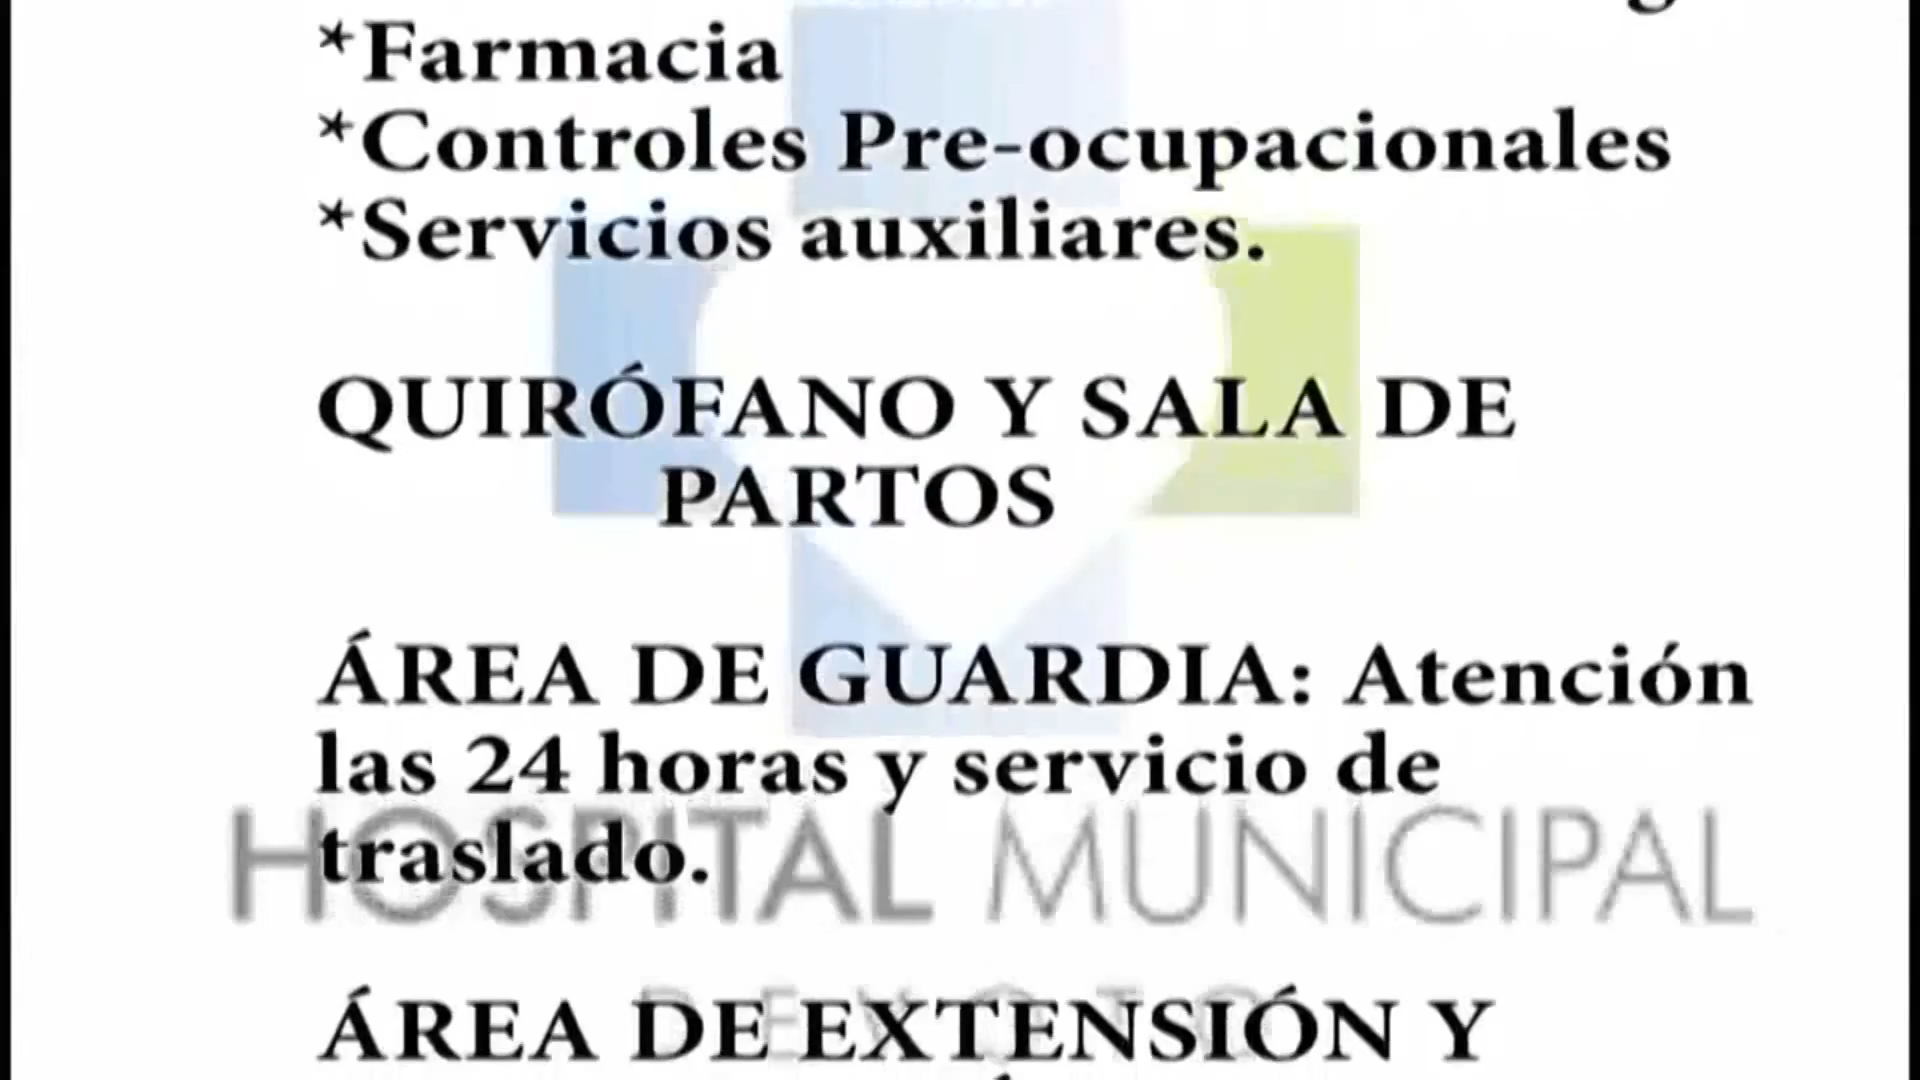 *Farmacia
*Controles Pre-ocupacionales
*Servicios auxiliares.
QUIRÓFANO Y SALA DE
PARTOS
ÁREA DE GUARDIA: Atención
las 24 horas y servicio de
traslado.
HOSPITAL MUNICIPAL
ÁREA DE EXTENSIÓN Y